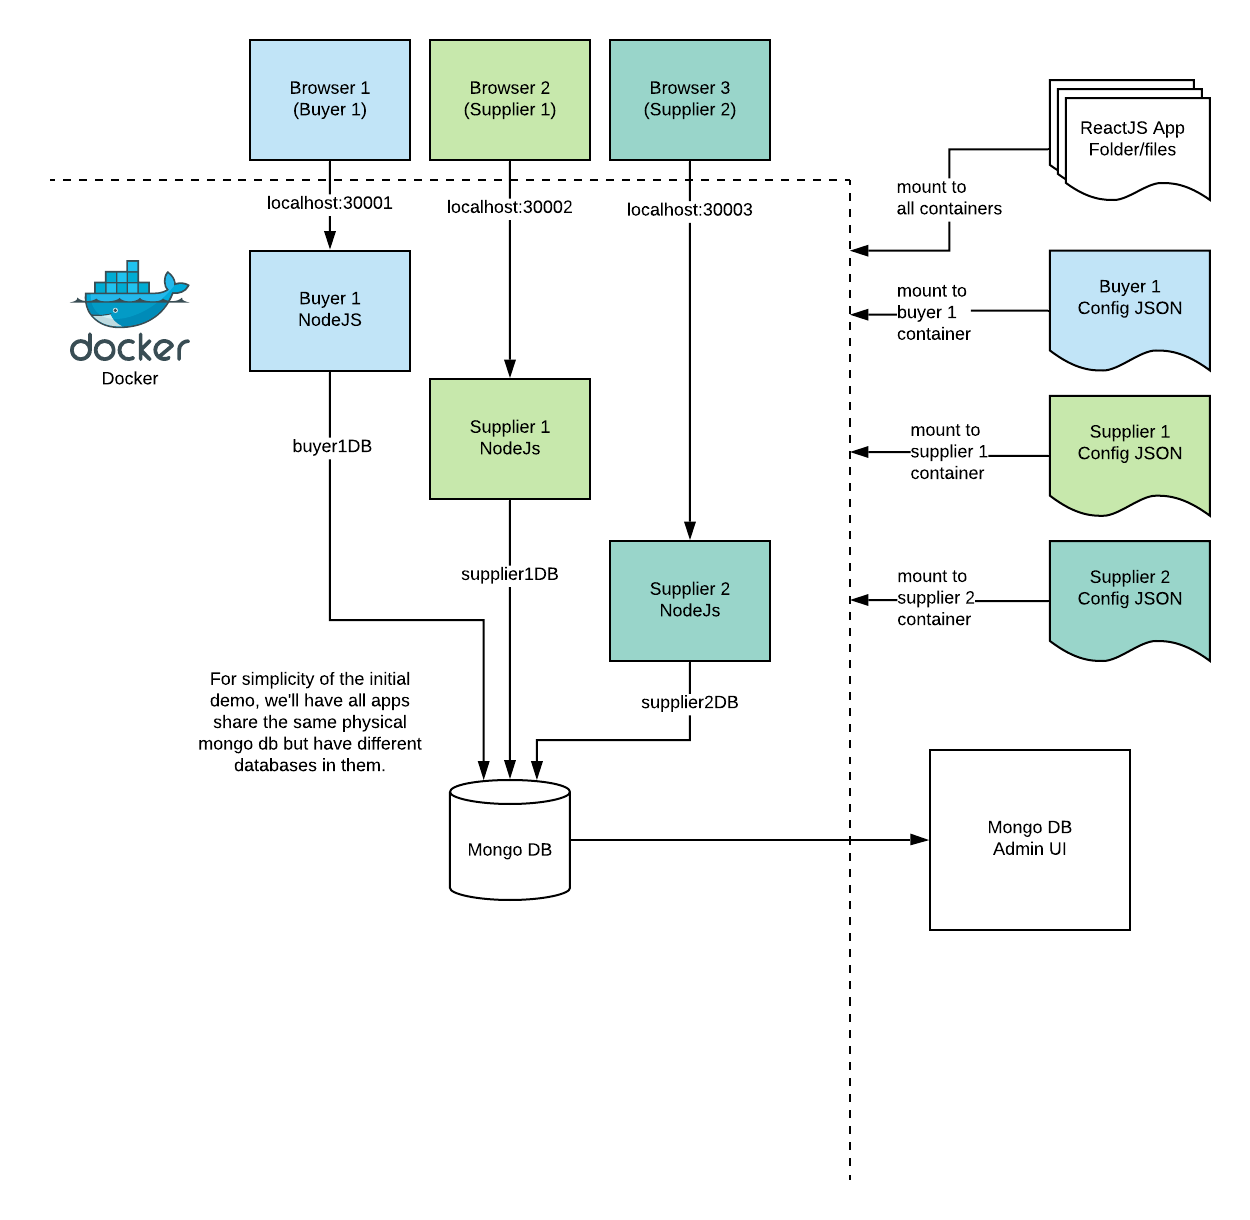 Browser 1
(Buyer 1)
Browser 2
(Supplier 1)
Browser 3
(Supplier 2)
ReactJS App
Folder/files
mount to
all containers
localhost:30001
localhost:30002
localhost:30003
docker
Docker
Buyer 1
NodeJS
mount to
buyer 1
container
Buyer 1
Config JSON
buyer1DB
Supplier 1
NodeJs
mount to
supplier 1
container
Supplier 1
Config JSON
supplier1DB
Supplier 2
NodeJs
mount to
supplier 2
container
Supplier 2
Config JSON
For simplicity of the initial
demo, we'll have all apps
share the same physical
mongo db but have different
databases in them.
supplier2DB
Mongo DB
Mongo DB
Admin UI